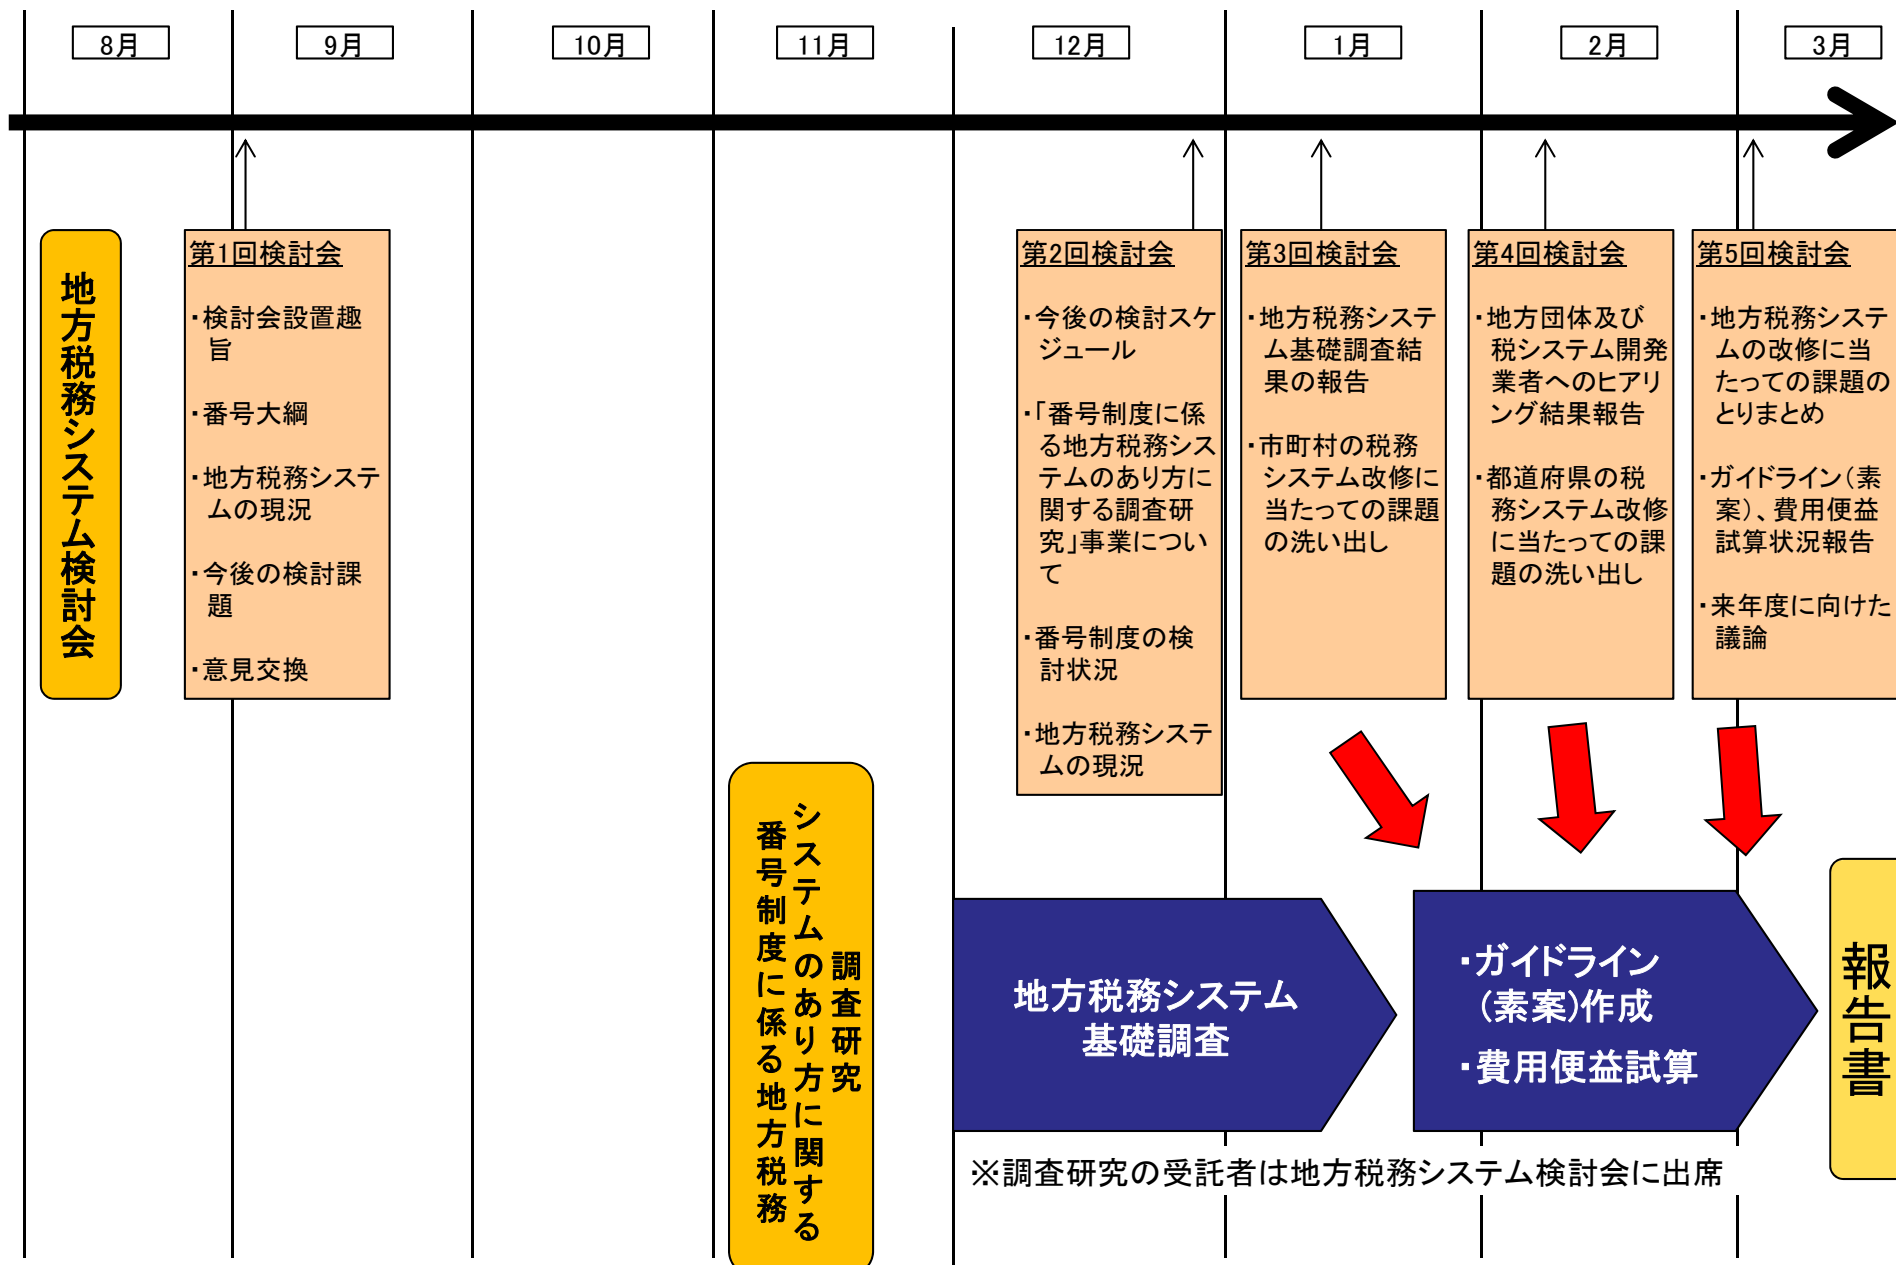 8月
9月
10月
11月
12月
1月
2月
3月
地方税務システム検討会
第1回検討会
・検討会設置趣
旨
・番号大綱
・地方税務システ
ムの現況
・今後の検討課
題
・意見交換
第2回検討会
・今後の検討スケ
ジュール
・「番号制度に係
る地方税務シス
テムのあり方に
関する調査研
究」事業につい
て
・番号制度の検
討状況
・地方税務システ
ムの現況
第3回検討会
・地方税務システ
ム基礎調査結
果の報告
・市町村の税務
システム改修に
当たっての課題
の洗い出し
第4回検討会
・地方団体及び
税システム開発
業者へのヒアリ
ング結果報告
・都道府県の税
務システム改修
に当たっての課
題の洗い出し
第5回検討会
・地方税務システ
ムの改修に当
たっての課題の
とりまとめ
・ガイドライン(素
案)、費用便益
試算状況報告
・来年度に向けた
議論
番号制度に係る地方税務
システムのあり方に関する
調査研究
地方税務システム
基礎調査
・ガイドライン
(素案)作成
・費用便益試算
報告書
※調査研究の受託者は地方税務システム検討会に出席